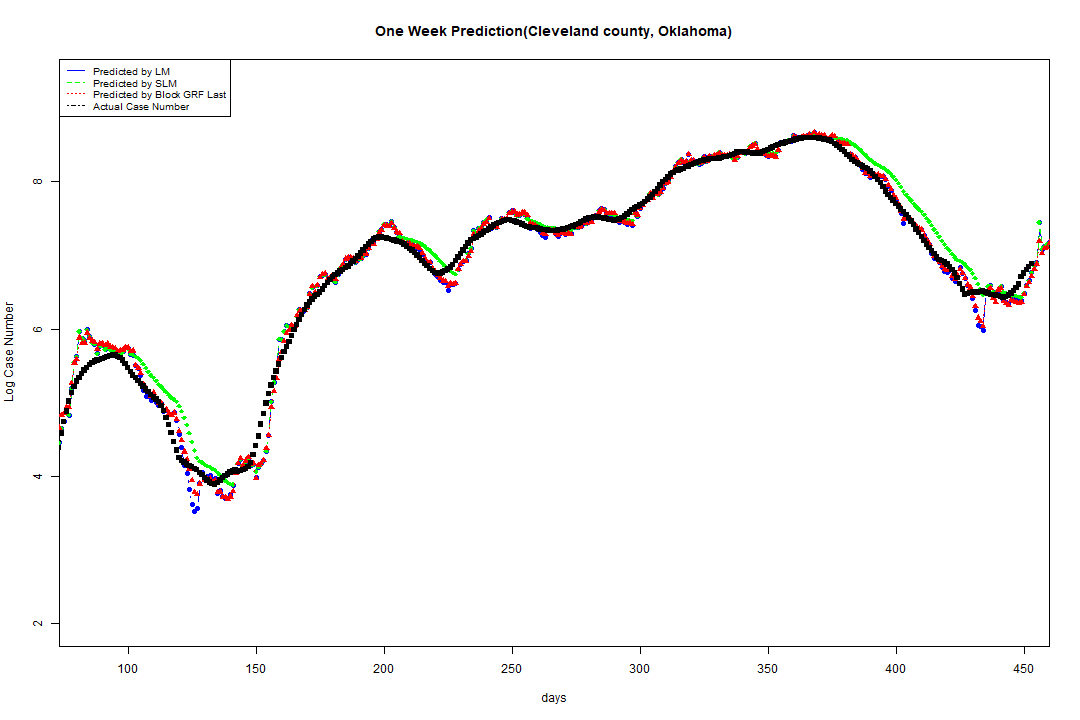 One Week Prediction(Cleveland county, Oklahoma)
Predicted by LM
Predicted by SLM
Predicted by Block GRF Last
Actual Case Number
8
6
4
2
Log Case Number
100 150 200 250 300 350 400 450
days